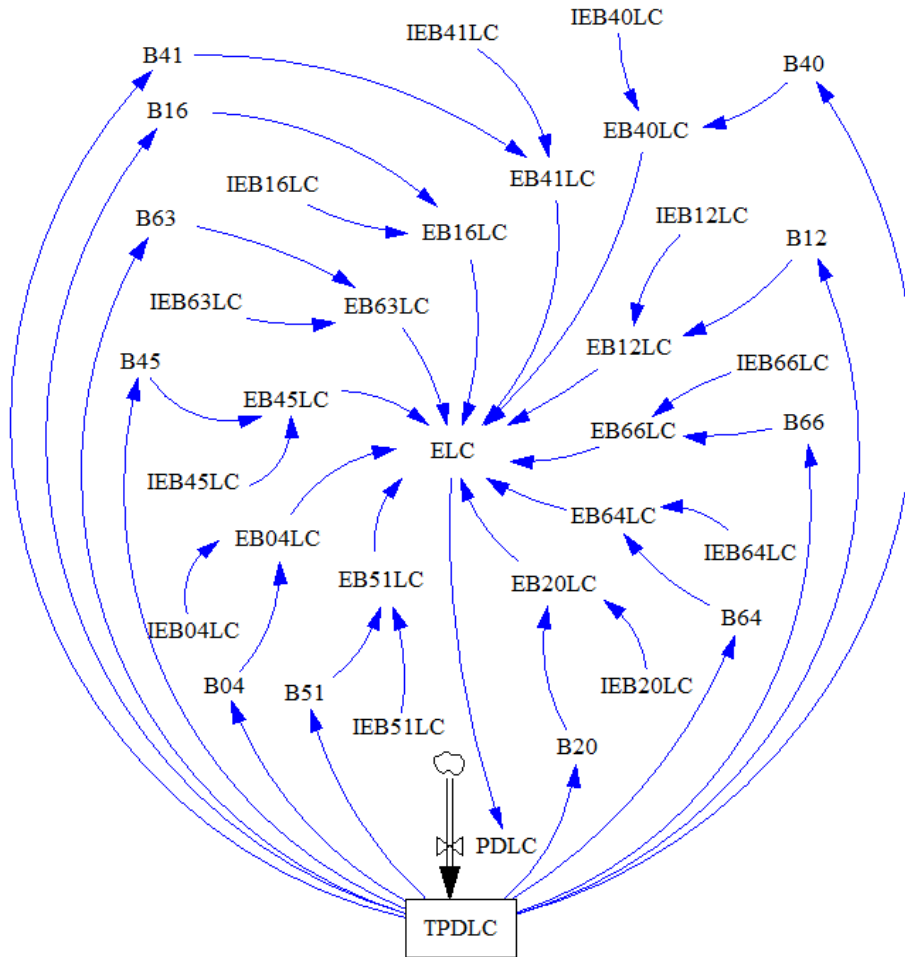 IEB40LC
IEB41LC
B41
B40
B16
EB40LC
EB41LC
IEB16LC
B63
EB16LC
IEB12LC
B12
IEB63LC
EB63LC
EB12LC
B45
IEB66LC
EB45LC
B66
EB66LC
ELC
IEB45LC
EB64LC
EB04LC
IEB64LC
EB51LC
EB20LC
B64
IEB04LC
B04
B51
IEB20LC
IEB51LC
B20
PDLC
TPDLC